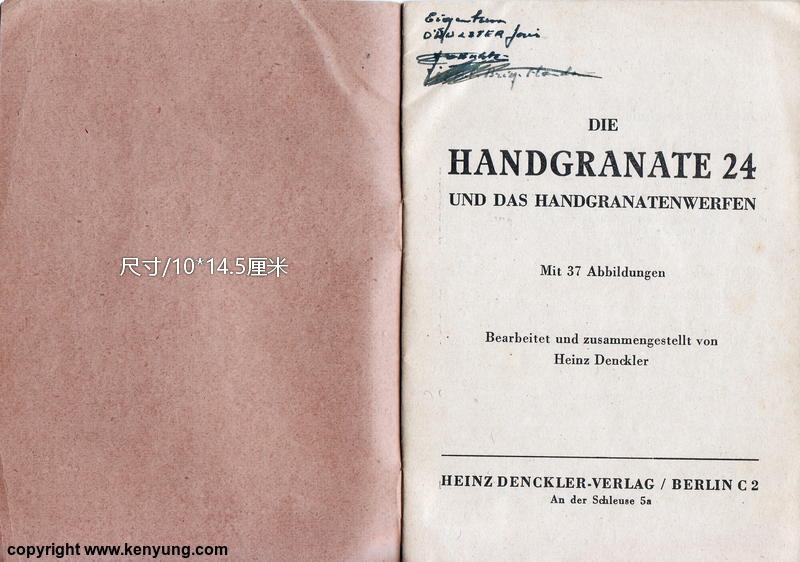 尺寸/10*14.5厘米
copyright www.kenyung.com
Eigentum
DIE
HANDGRANATE 24
UND DAS HANDGRANATENWERFEN
Mit 37 Abbildungen
Bearbeitet und zusammengestellt von
Heinz Denckler
HEINZ DENCKLER-VERLAG / BERLIN C 2
An der Schleuse 5a